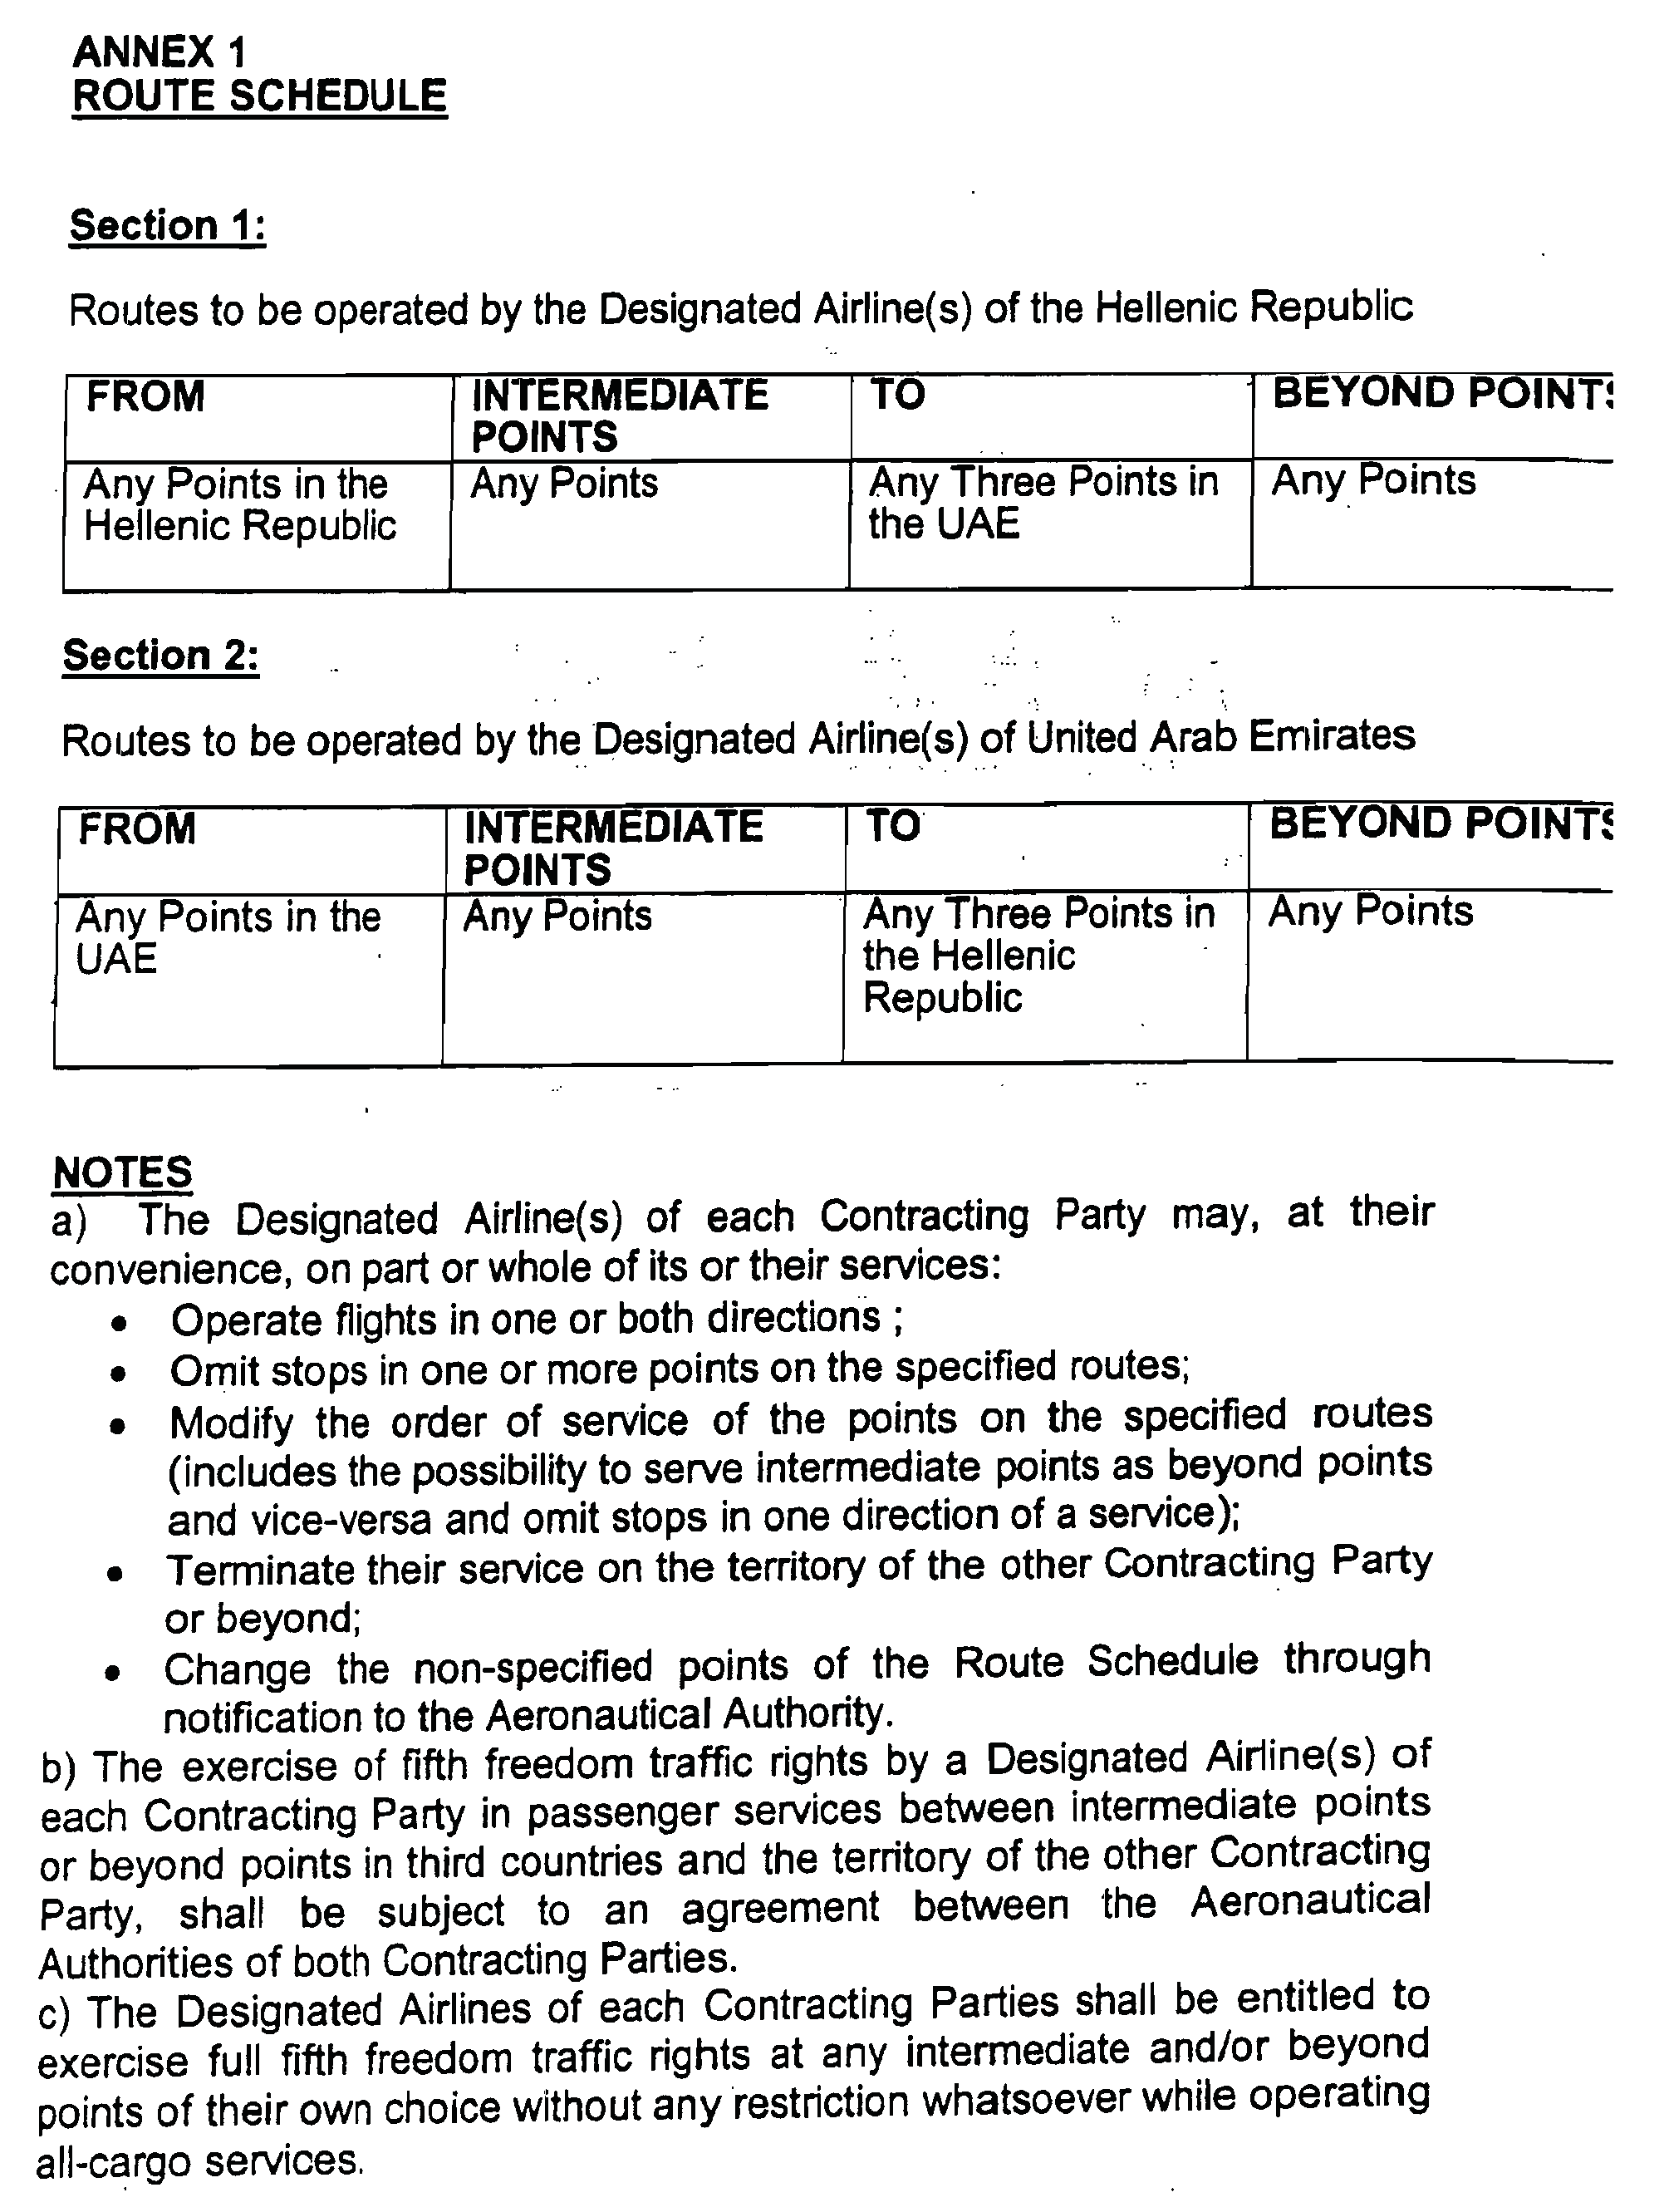 ANNEX 1
ROUTE SCHEDULE
Section 1:
Routes to be operated by the Designated Airline(s) of the Hellenic Republic
FROM INTERMEDIATE POINTS TO BEYOND POINTS
Any Points in the Hellenic Republic Any Points Any Three Points in the UAE Any Points
Section 2:
Routes to be operated by the Designated Airline(s) of United Arab Emirates
FROM INTERMEDIATE POINTS TO BEYOND POINTS
Any Points in the UAE Any Points Any Three Points in the Hellenic Republic Any Points
NOTES
a) The Designated Airline(s) of each Contracting Party may, at their
convenience, on part or whole of its or their services:
• Operate flights in one or both directions ;
• Omit stops in one or more points on the specified routes;
• Modify the order of service of the points on the specified routes
(includes the possibility to serve intermediate points as beyond points
and vice-versa and omit stops in one direction of a service);
• Terminate their service on the territory of the other Contracting Party
or beyond;
• Change the non-specified points of the Route Schedule through
notification to the Aeronautical Authority.
b) The exercise of fifth freedom traffic rights by a Designated Airline(s) of
each Contracting Party in passenger services between intermediate points
or beyond points in third countries and the territory of the other Contracting
Party, shall be subject to an agreement between the Aeronautical
Authorities of both Contracting Parties.
c) The Designated Airlines of each Contracting Parties shall be entitled to
exercise full fifth freedom traffic rights at any intermediate and/or beyond
points of their own choice without any restriction whatsoever while operating
all-cargo services.